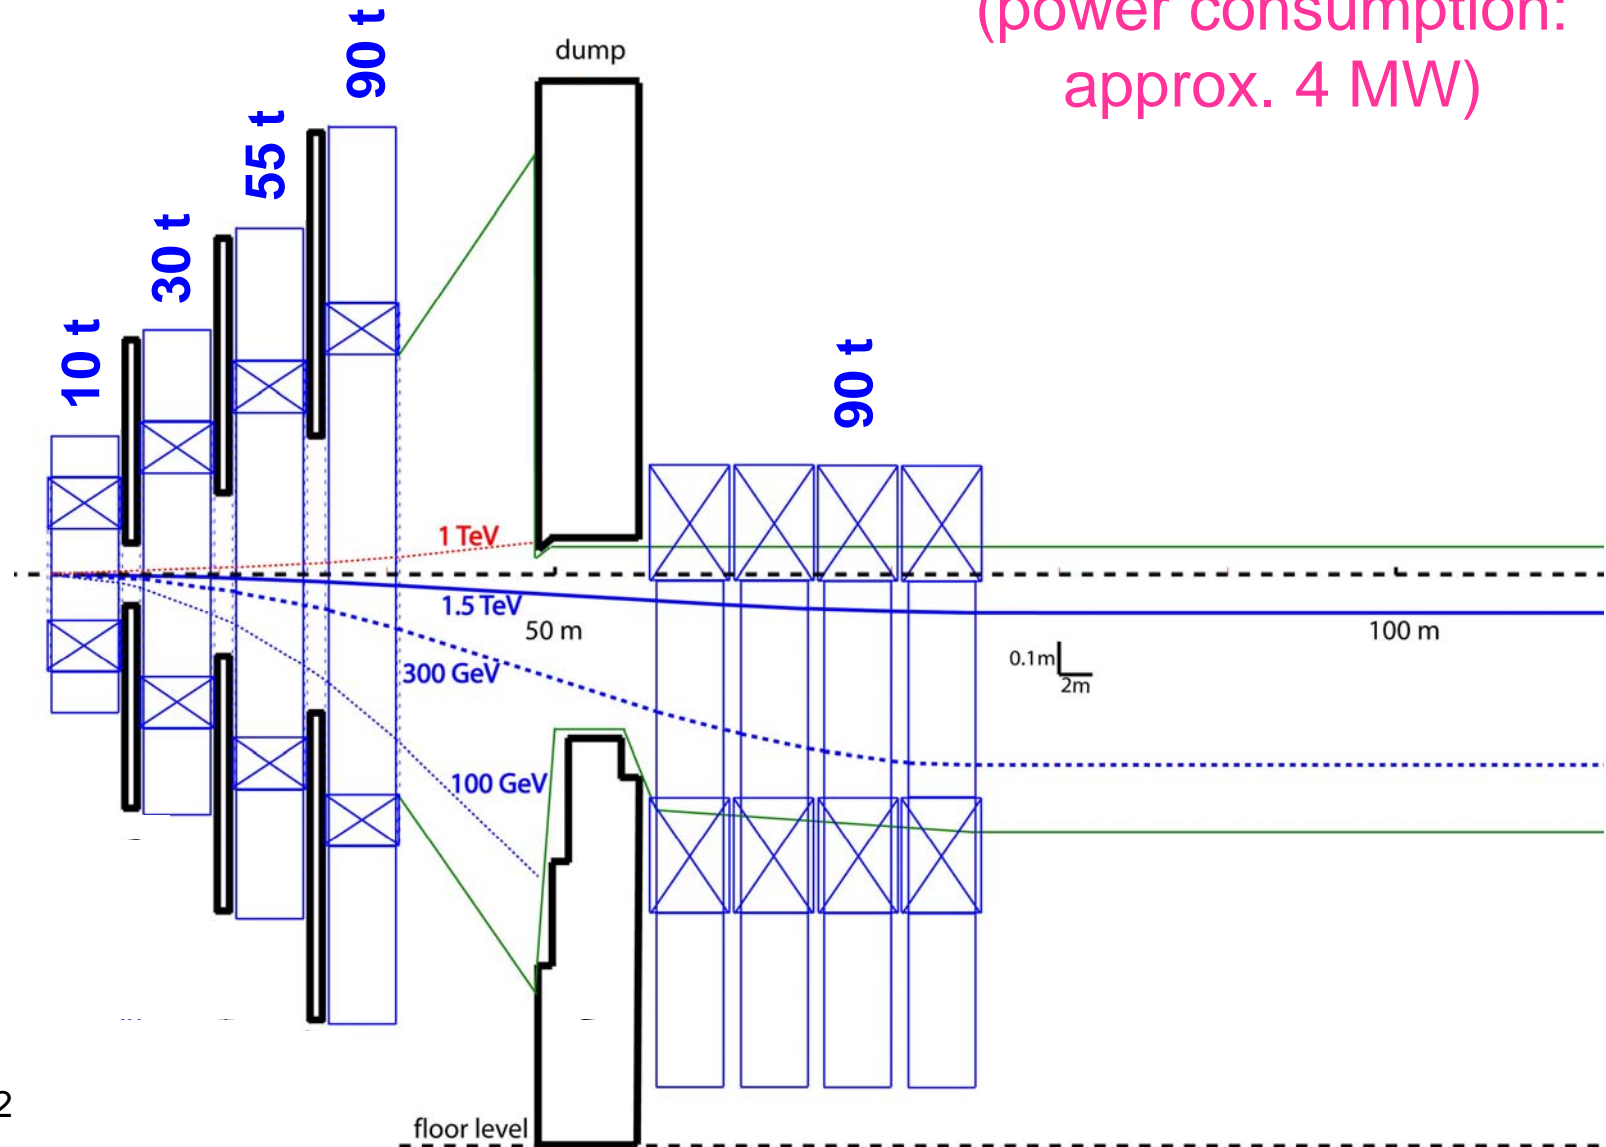 (power consumption:
approx. 4 MW)
dump
90 t
55 t
30 t
10 t
90 t
1 TeV
1.5 TeV
50 m
100 m
0.1m
2m
300 GeV
100 GeV
2
floor level